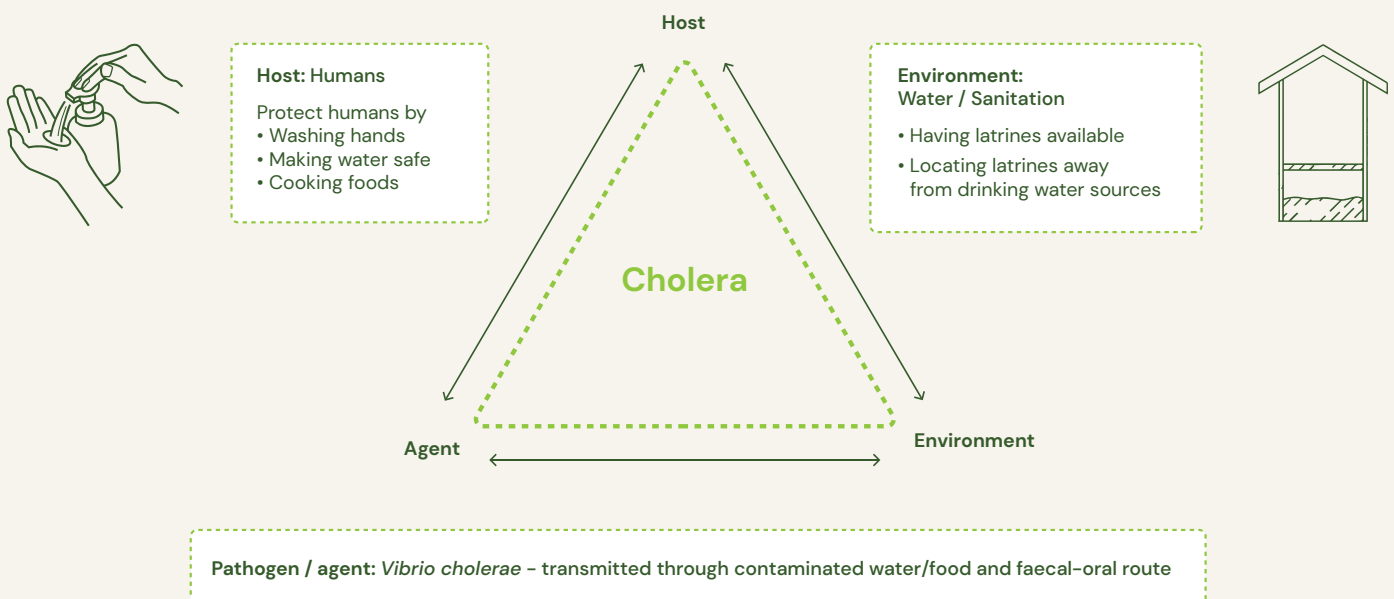 Host
Host: Humans
Protect humans by
• Washing hands
• Making water safe
• Cooking foods
Environment:
Water / Sanitation
• Having latrines available
• Locating latrines away
from drinking water sources
Cholera
Agent
Environment
Pathogen / agent: Vibrio cholerae – transmitted through contaminated water/food and faecal-oral route